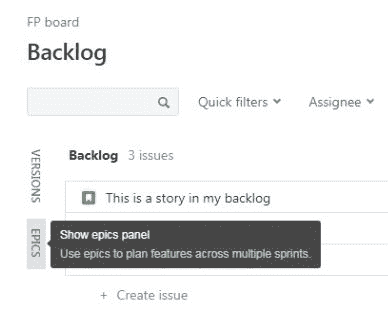 FP board
Backlog
Quick filters
Assignee
VERSIONS
Backlog 3 issues
This is a story in my backlog
EPICS
Show epics panel
Use epics to plan features across multiple sprints.
+ Create issue